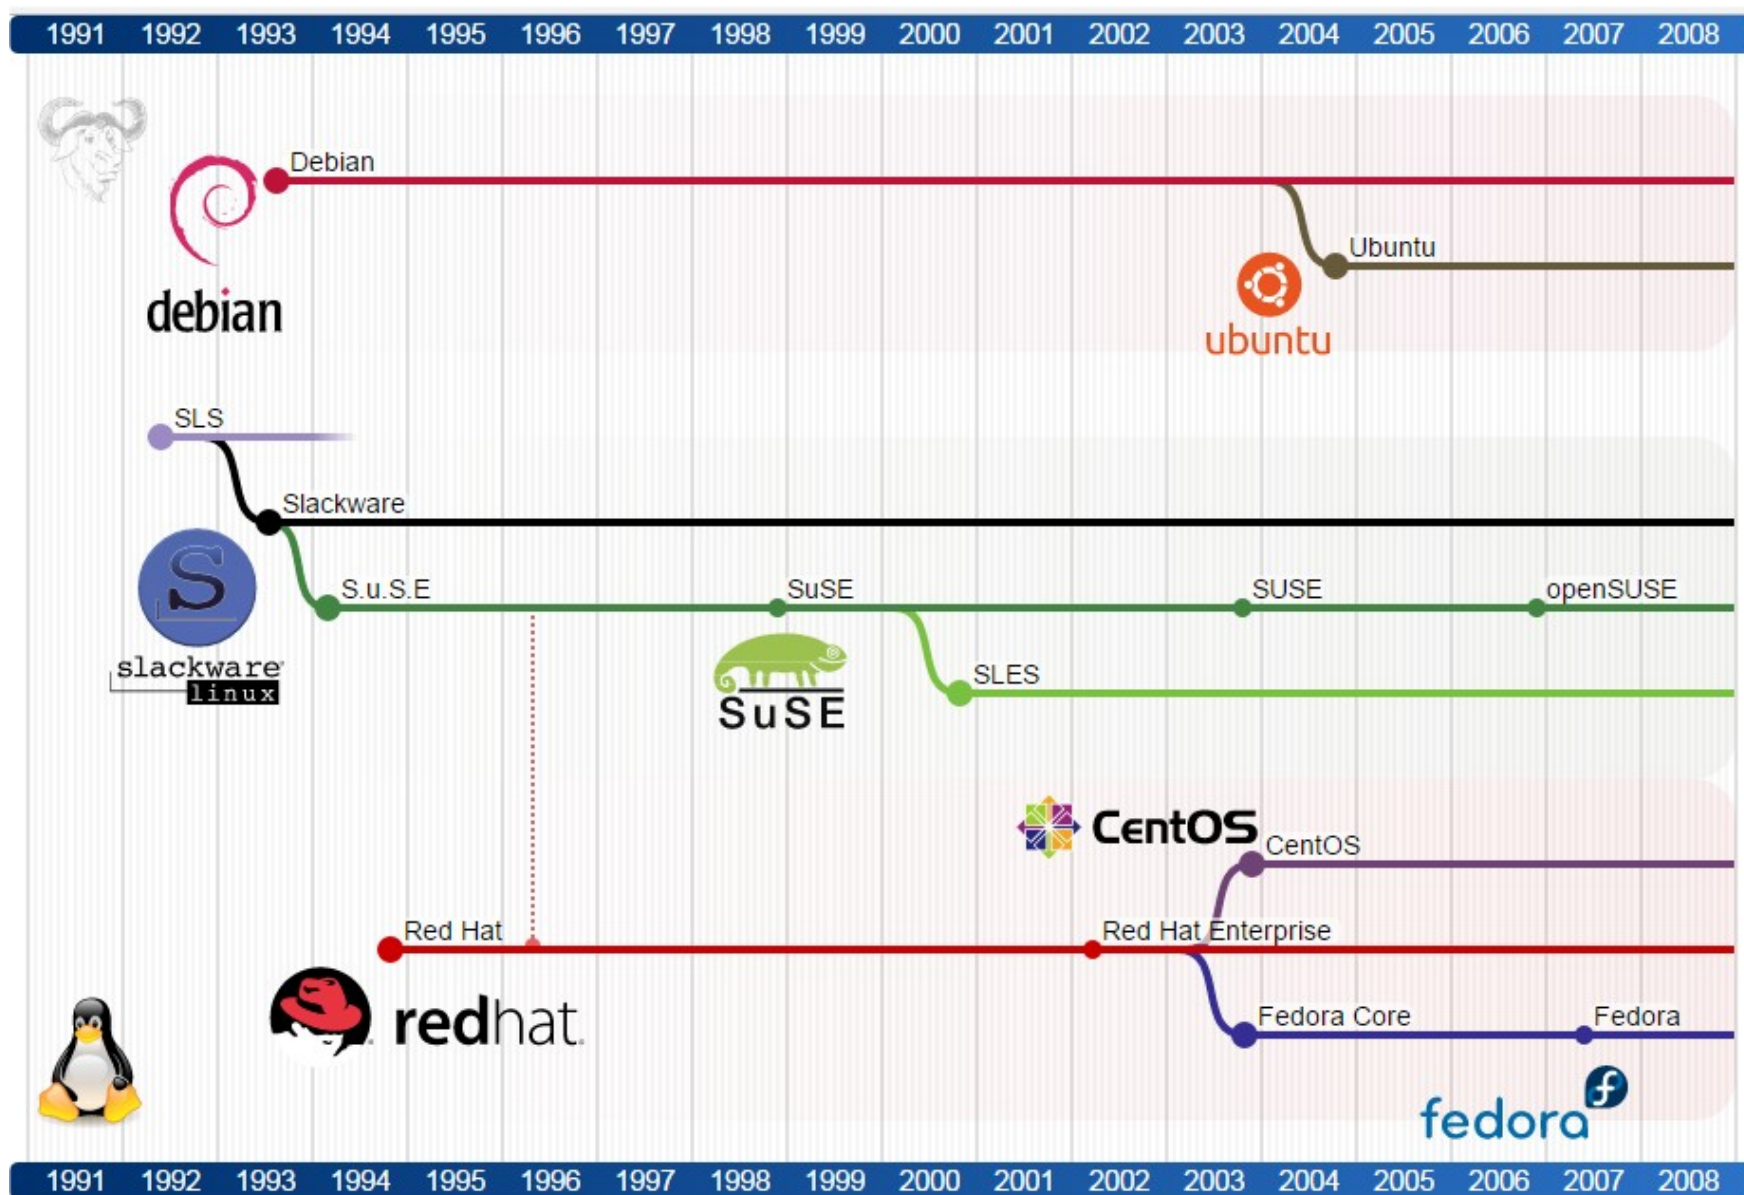 1991 1992 1993 1994 1995 1996 1997 1998 1999 2000 2001 2002 2003 2004 2005 2006 2007 2008
Debian
debian
Ubuntu
ubuntu
SLS
Slackware
S
slackware
linux
S.u.S.E
SuSE
SUSE
openSUSE
SuSE
SLES
CentOS
CentOS
Red Hat
Red Hat Enterprise
redhat.
Fedora Core
Fedora
fedora
1991 1992 1993 1994 1995 1996 1997 1998 1999 2000 2001 2002 2003 2004 2005 2006 2007 2008